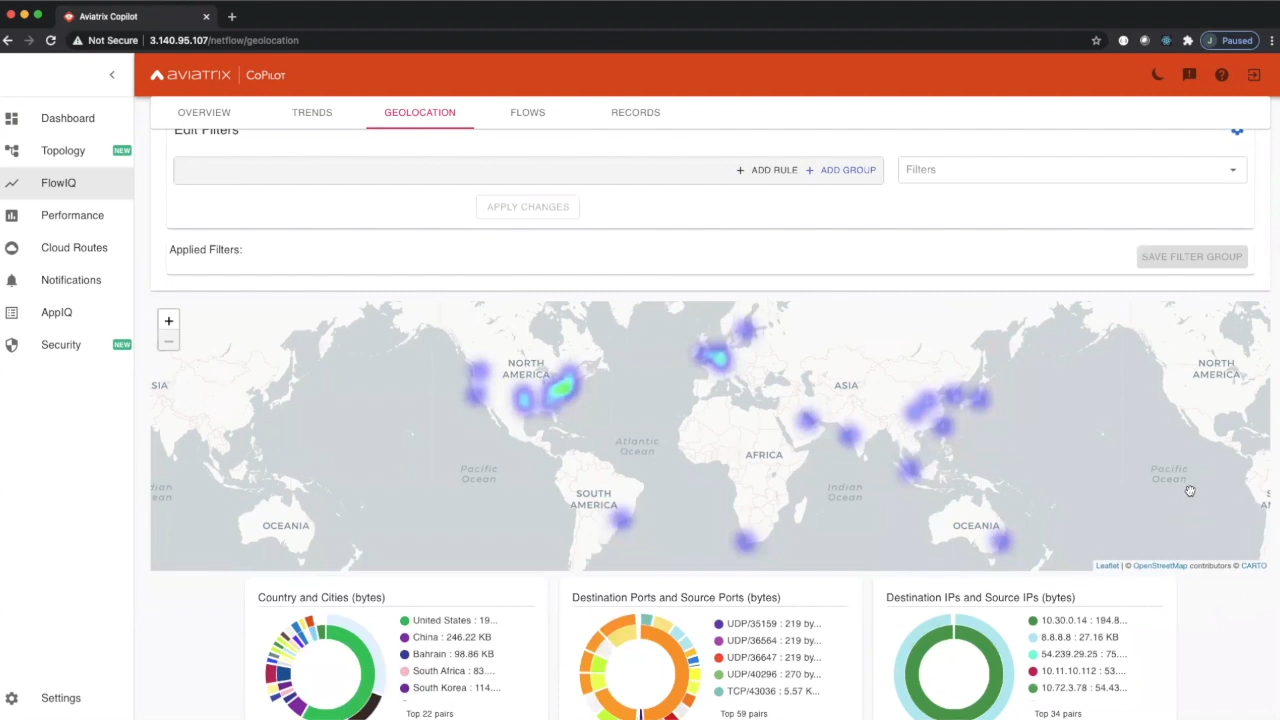 Aviatrix Copilot
Not Secure | 3.140.95.107/netflow/geolocation
J Paused
AVIATRIX | COPILOT
OVERVIEW TRENDS GEOLOCATION FLOWS RECORDS
Dashboard
Topology NEW
FlowIQ
Performance
Cloud Routes
Notifications
AppIQ
Security NEW
Settings
Edit Filters
+ ADD RULE + ADD GROUP
Filters
APPLY CHANGES
Applied Filters:
SAVE FILTER GROUP
+
−
NORTH
AMERICA
NORTH
AMERICA
SIA
ASIA
Atlantic
Ocean
AFRICA
Pacific
Ocean
Pacific
Ocean
dian
ean
SOUTH
AMERICA
Indian
Ocean
OCEANIA
OCEANIA
Leaflet | © OpenStreetMap contributors © CARTO
Country and Cities (bytes)
United States : 19...
China : 246.22 KB
Bahrain : 98.86 KB
South Africa : 83....
South Korea : 114....
Top 22 pairs
Destination Ports and Source Ports (bytes)
UDP/35159 : 219 by...
UDP/36564 : 219 by...
UDP/36647 : 219 by...
UDP/40296 : 270 by...
TCP/43036 : 5.57 K...
Top 59 pairs
Destination IPs and Source IPs (bytes)
10.30.0.14 : 194.8...
8.8.8.8 : 27.16 KB
54.239.29.25 : 75....
10.11.10.112 : 53....
10.72.3.78 : 54.43...
Top 34 pairs